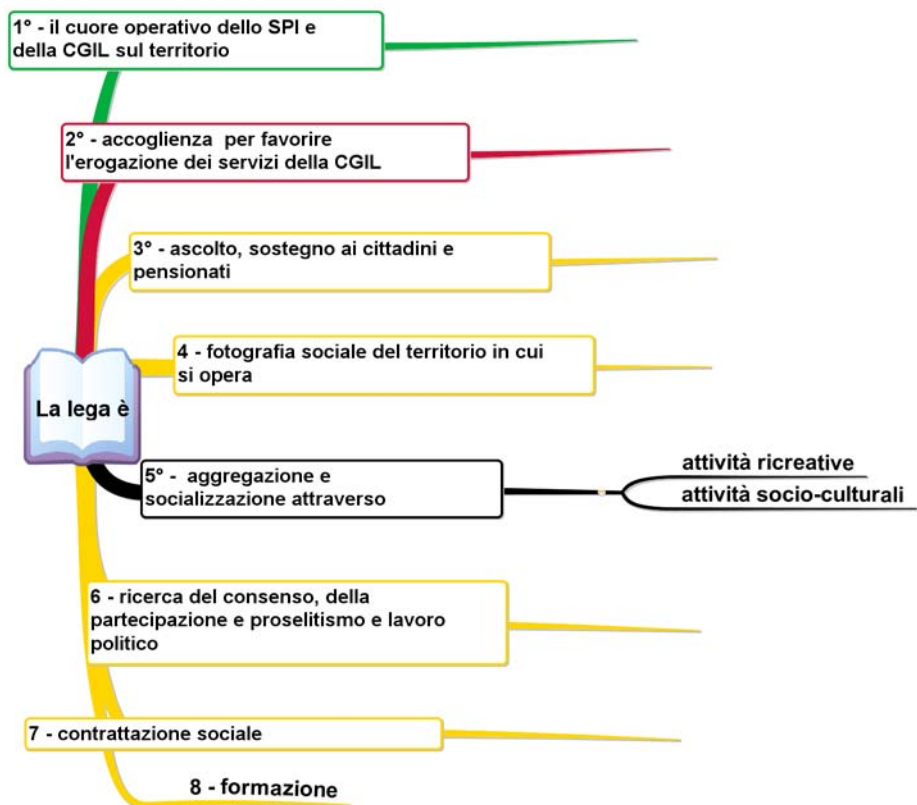 1° - il cuore operativo dello SPI e
della CGIL sul territorio
2° - accoglienza  per favorire
l'erogazione dei servizi della CGIL
3° - ascolto, sostegno ai cittadini e
pensionati
4 - fotografia sociale del territorio in cui
si opera
La lega è
5° -  aggregazione e
socializzazione attraverso
attività ricreative
attività socio-culturali
6 - ricerca del consenso, della
partecipazione e proselitismo e lavoro
politico
7 - contrattazione sociale
8 - formazione